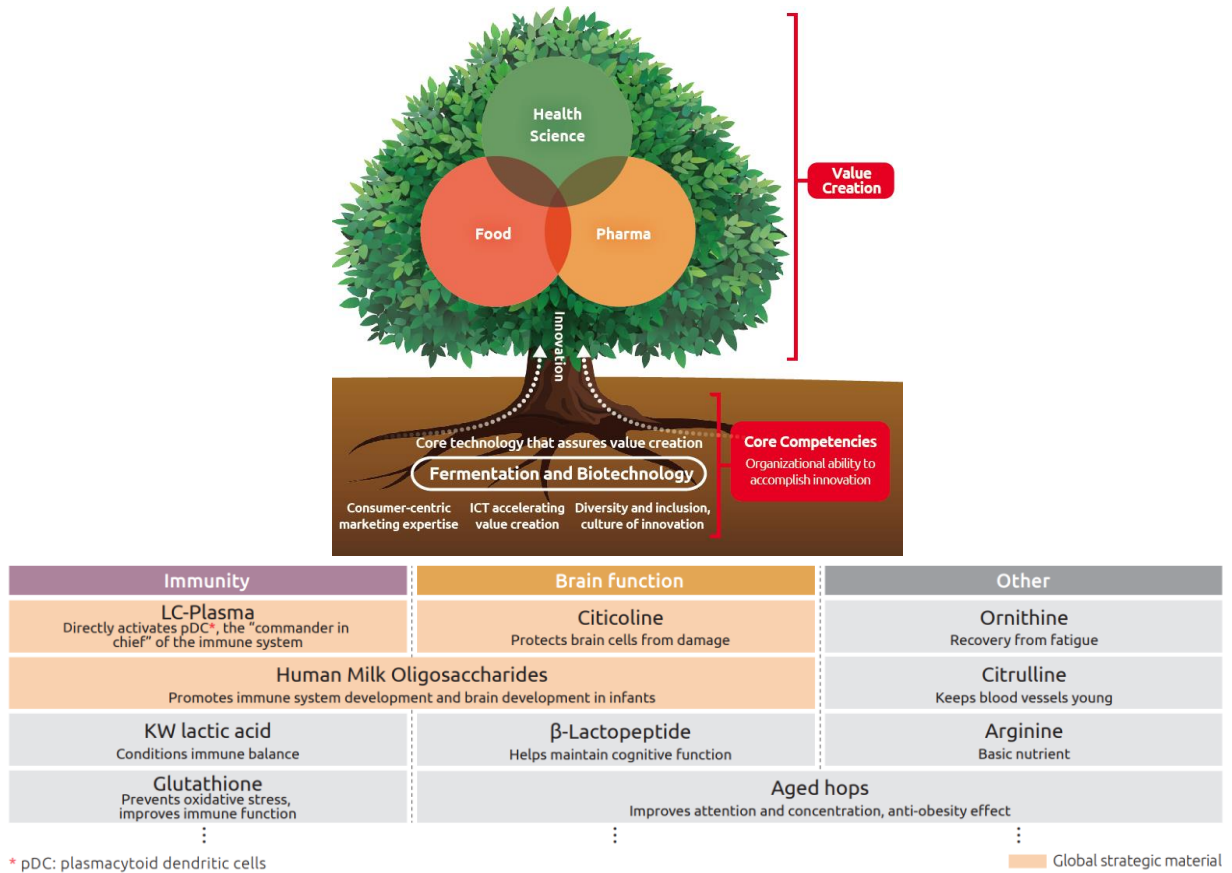 Health
Science
Food
Pharma
Value
Creation
Innovation
Core technology that assures value creation
Fermentation and Biotechnology
Consumer-centric
marketing expertise
ICT accelerating
value creation
Diversity and inclusion,
culture of innovation
Core Competencies
Organizational ability to
accomplish innovation
Immunity
Brain function
Other
LC-Plasma
Directly activates pDC*, the “commander in
chief” of the immune system
Citicoline
Protects brain cells from damage
Ornithine
Recovery from fatigue
Human Milk Oligosaccharides
Promotes immune system development and brain development in infants
Citrulline
Keeps blood vessels young
KW lactic acid
Conditions immune balance
β-Lactopeptide
Helps maintain cognitive function
Arginine
Basic nutrient
Glutathione
Prevents oxidative stress,
improves immune function
Aged hops
Improves attention and concentration, anti-obesity effect
* pDC: plasmacytoid dendritic cells
Global strategic material